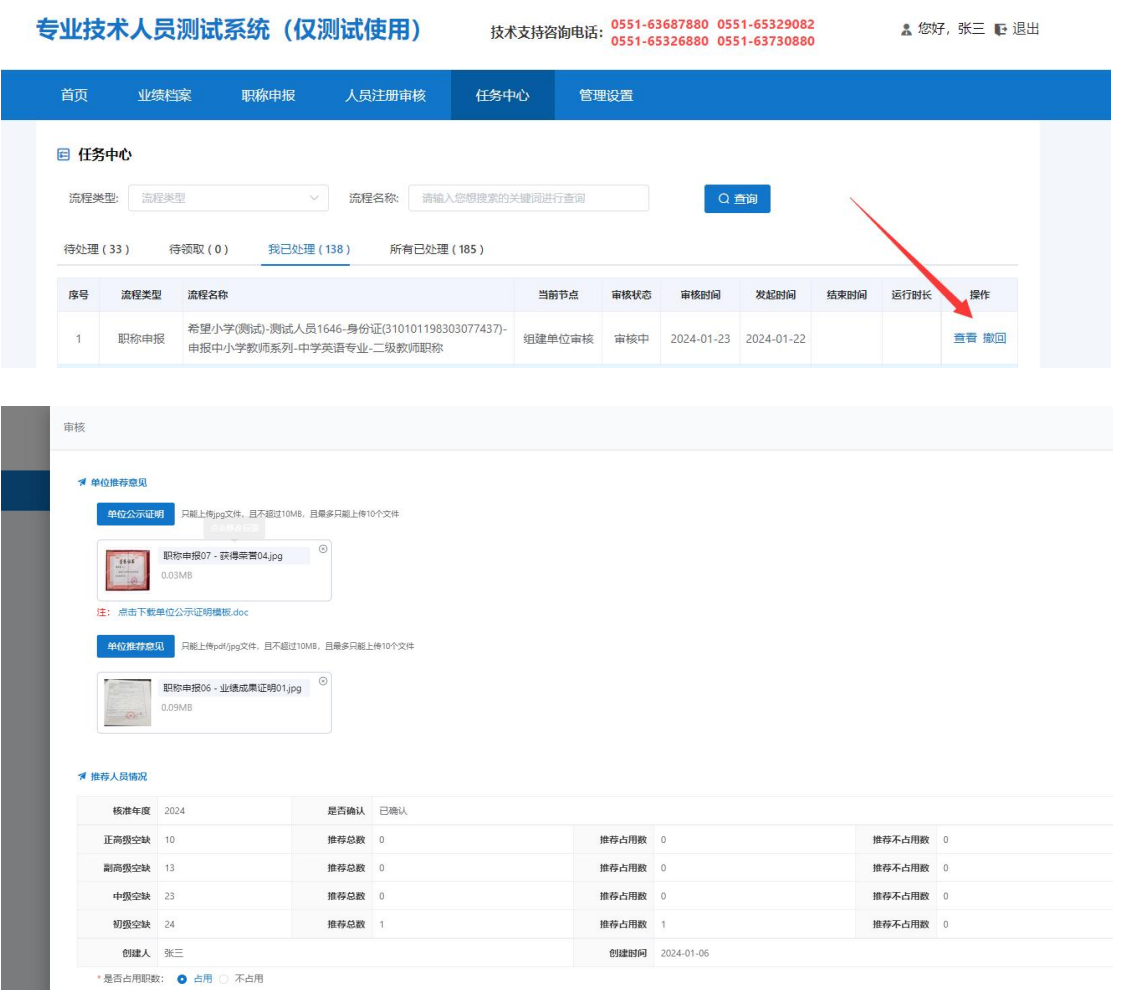 专业技术人员测试系统（仅测试使用）
技术支持咨询电话：
0551-63687880 0551-65329082
0551-65326880 0551-63730880
您好，张三 退出
首页 业绩档案 职称申报 人员注册审核 任务中心 管理设置
任务中心
流程类型: 流程类型 流程名称: 请输入您想搜索的关键词进行查询 查询
待处理 ( 33 ) 待领取 ( 0 ) 我已处理 ( 138 ) 所有已处理 ( 185 )
序号 流程类型 流程名称 当前节点 审核状态 审核时间 发起时间 结束时间 运行时长 操作
1 职称申报 希望小学(测试)-测试人员1646-身份证(310101198303077437)- 组建单位审核 审核中 2024-01-23 2024-01-22 查看 撤回
申报中小学教师系列-中学英语专业-二级教师职称
审核
单位推荐意见
单位公示证明 只能上传jpg文件，且不超过10MB，且最多只能上传10个文件
职称申报07 - 获得荣誉04.jpg
0.03MB
注： 点击下载单位公示证明模板.doc
单位推荐意见 只能上传pdf/jpg文件，且不超过10MB，且最多只能上传10个文件
职称申报06 - 业绩成果证明01.jpg
0.09MB
推荐人员情况
核准年度 2024 是否确认 已确认
正高级空缺 10 推荐总数 0 推荐占用数 0 推荐不占用数 0
副高级空缺 13 推荐总数 0 推荐占用数 0 推荐不占用数 0
中级空缺 23 推荐总数 0 推荐占用数 0 推荐不占用数 0
初级空缺 24 推荐总数 1 推荐占用数 1 推荐不占用数 0
创建人 张三 创建时间 2024-01-06
* 是否占用职数： 占用 不占用